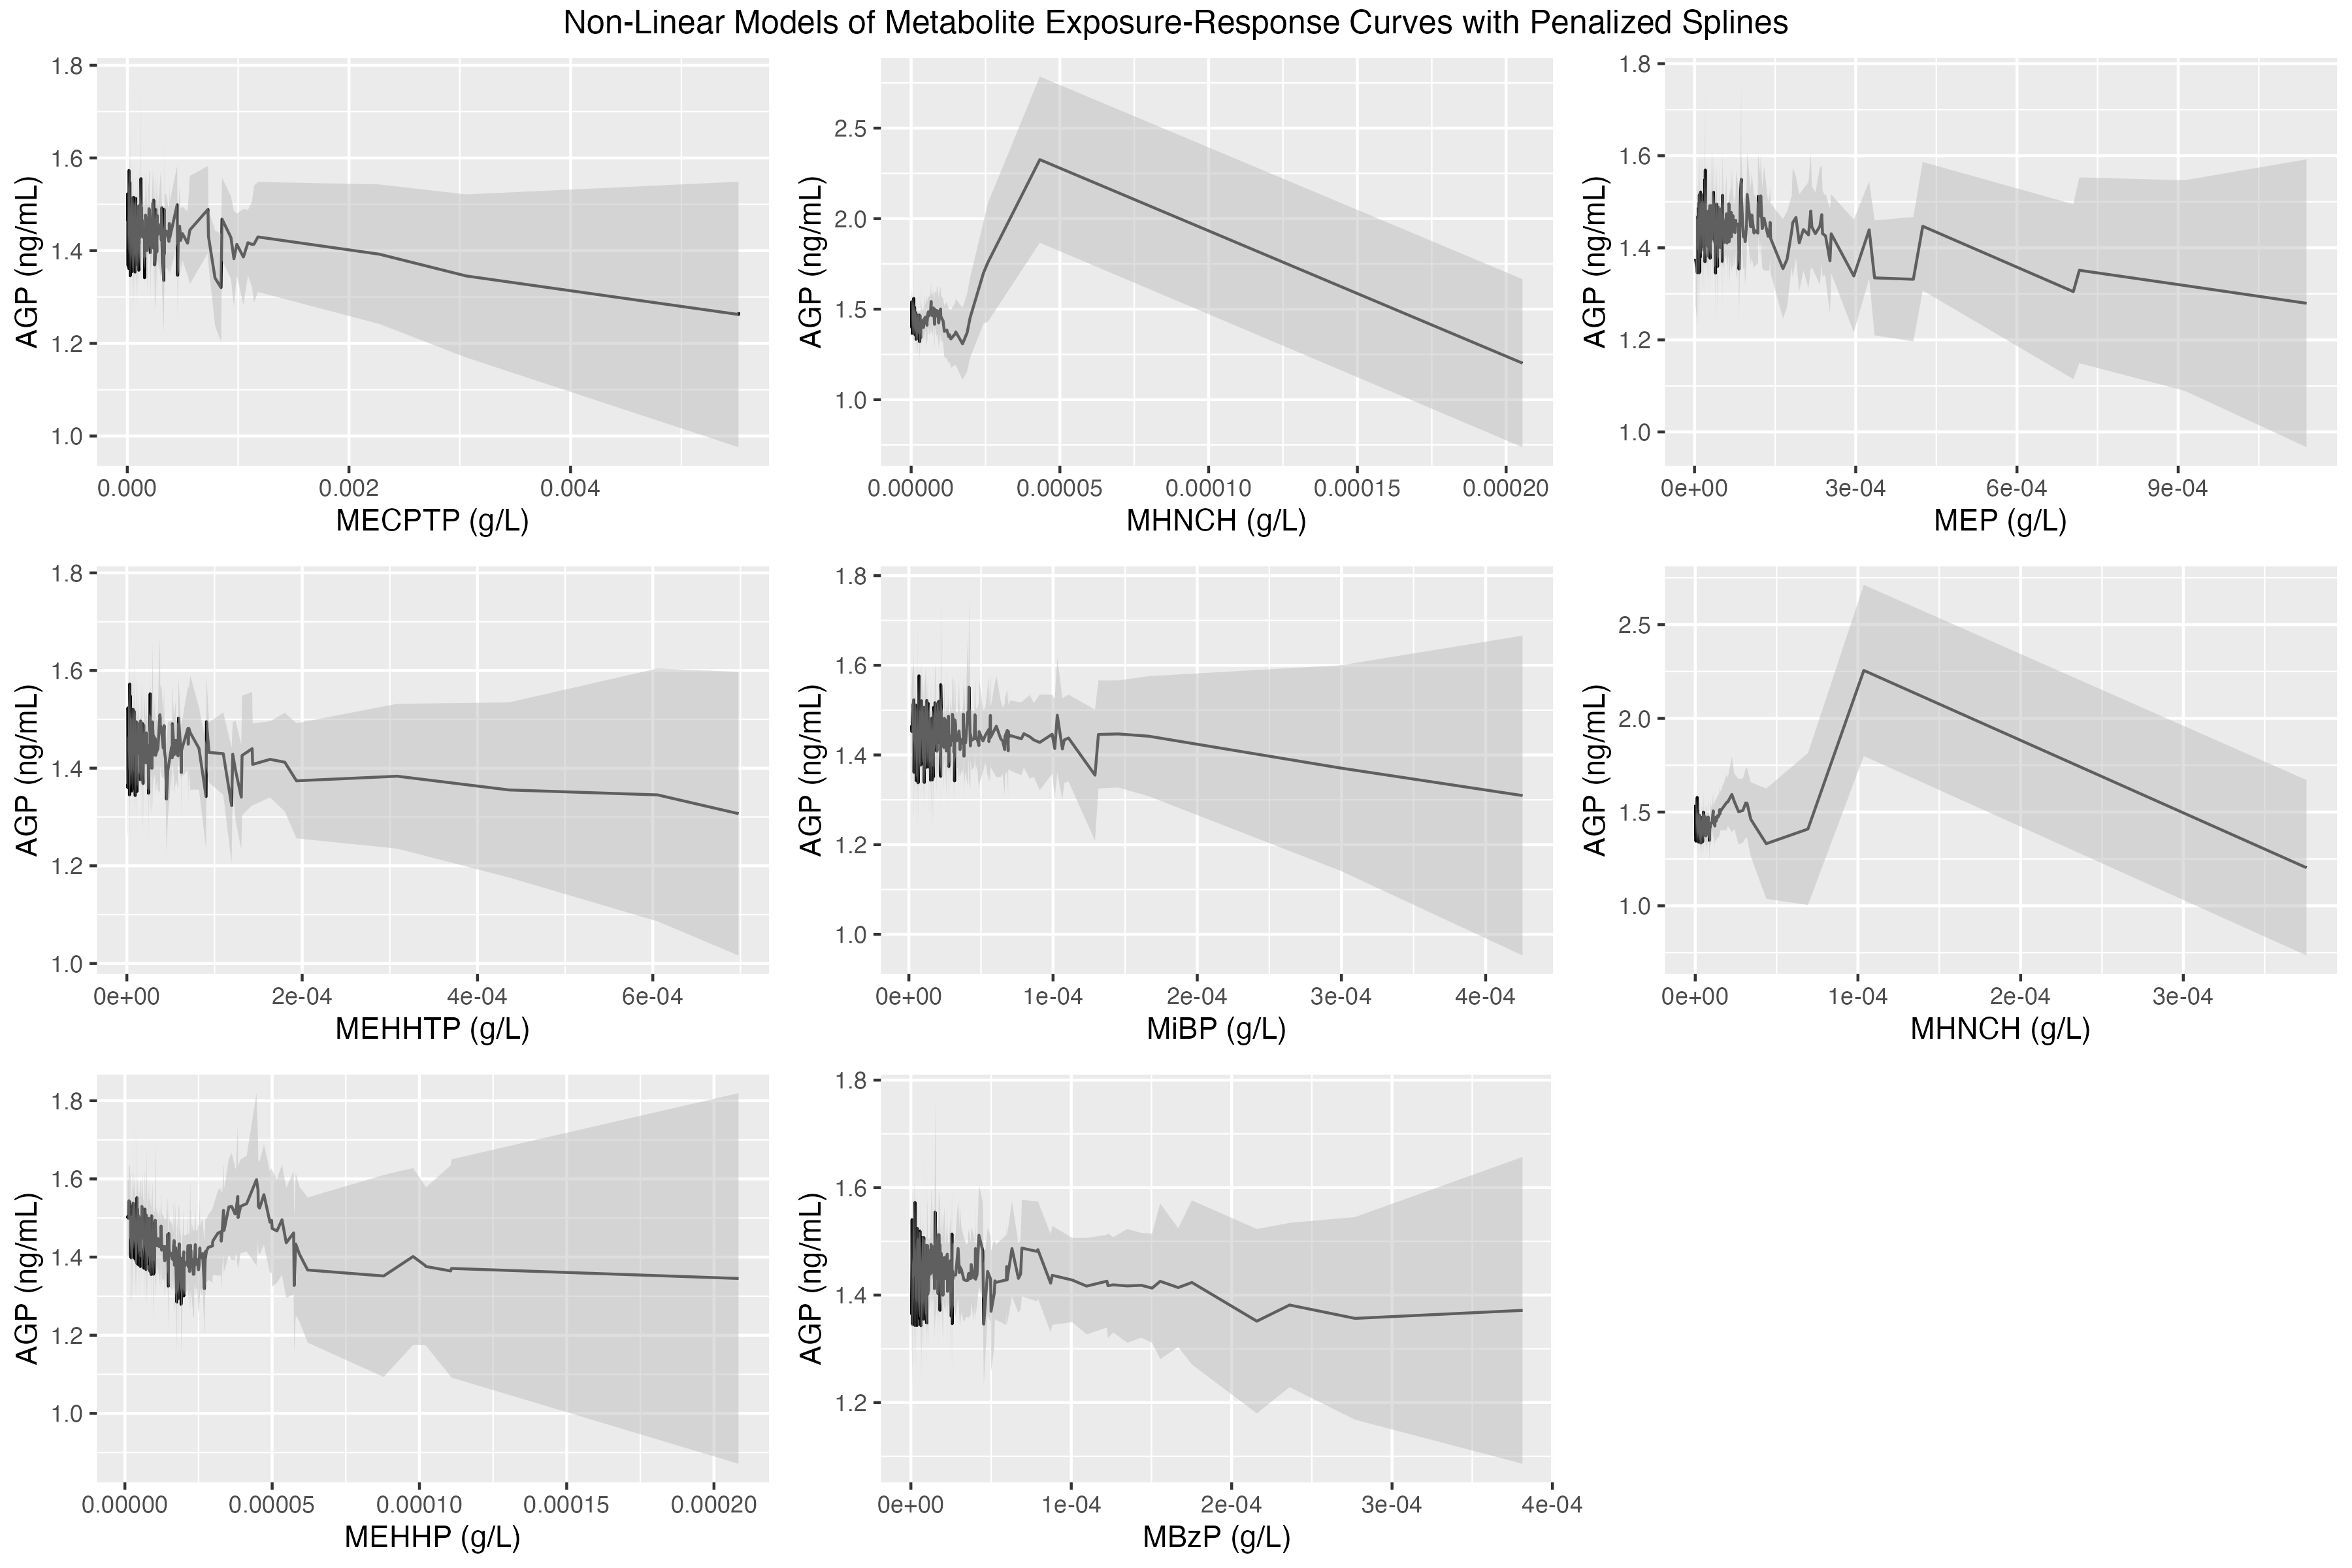 Non-Linear Models of Metabolite Exposure-Response Curves with Penalized Splines
AGP (ng/mL)
1.8
1.6
1.4
1.2
1.0
0.000 0.002 0.004
MECPTP (g/L)
AGP (ng/mL)
2.5
2.0
1.5
1.0
0.00000 0.00005 0.00010 0.00015 0.00020
MHNCH (g/L)
AGP (ng/mL)
1.8
1.6
1.4
1.2
1.0
0e+00 3e-04 6e-04 9e-04
MEP (g/L)
AGP (ng/mL)
1.8
1.6
1.4
1.2
1.0
0e+00 2e-04 4e-04 6e-04
MEHHTP (g/L)
AGP (ng/mL)
1.8
1.6
1.4
1.2
1.0
0e+00 1e-04 2e-04 3e-04 4e-04
MiBP (g/L)
AGP (ng/mL)
2.5
2.0
1.5
1.0
0e+00 1e-04 2e-04 3e-04
MHNCH (g/L)
AGP (ng/mL)
1.8
1.6
1.4
1.2
1.0
0.00000 0.00005 0.00010 0.00015 0.00020
MEHHP (g/L)
AGP (ng/mL)
1.8
1.6
1.4
1.2
0e+00 1e-04 2e-04 3e-04 4e-04
MBzP (g/L)